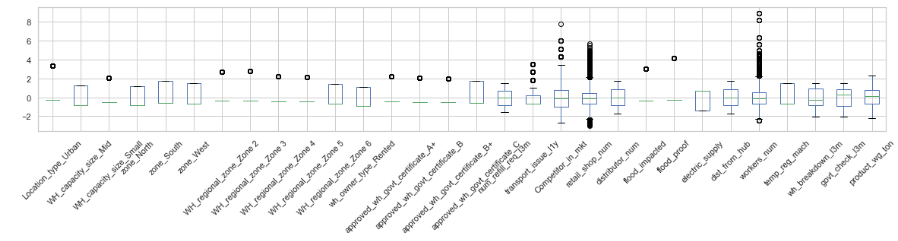 8
6
4
2
0
−2
Location_type_Urban
Wh_capacity_size_Mid
WH_capacity_size_Small
zone_North
zone_South
zone_West
WH_regional_zone_Zone 2
WH_regional_zone_Zone 3
WH_regional_zone_Zone 4
WH_regional_zone_Zone 5
WH_regional_zone_Zone 6
wh_owner_type_Rented
approved_wh_govt_certificate_A+
approved_wh_govt_certificate_B
approved_wh_govt_certificate_B+
approved_wh_govt_certificate_C
num_refill_req_l3m
transport_issue_l1y
Competitor_in_mkt
retail_shop_num
distributor_num
flood_impacted
flood_proof
electric_supply
dist_from_hub
workers_num
temp_reg_mach
wh_breakdown_l3m
govt_check_l3m
product_wg_ton